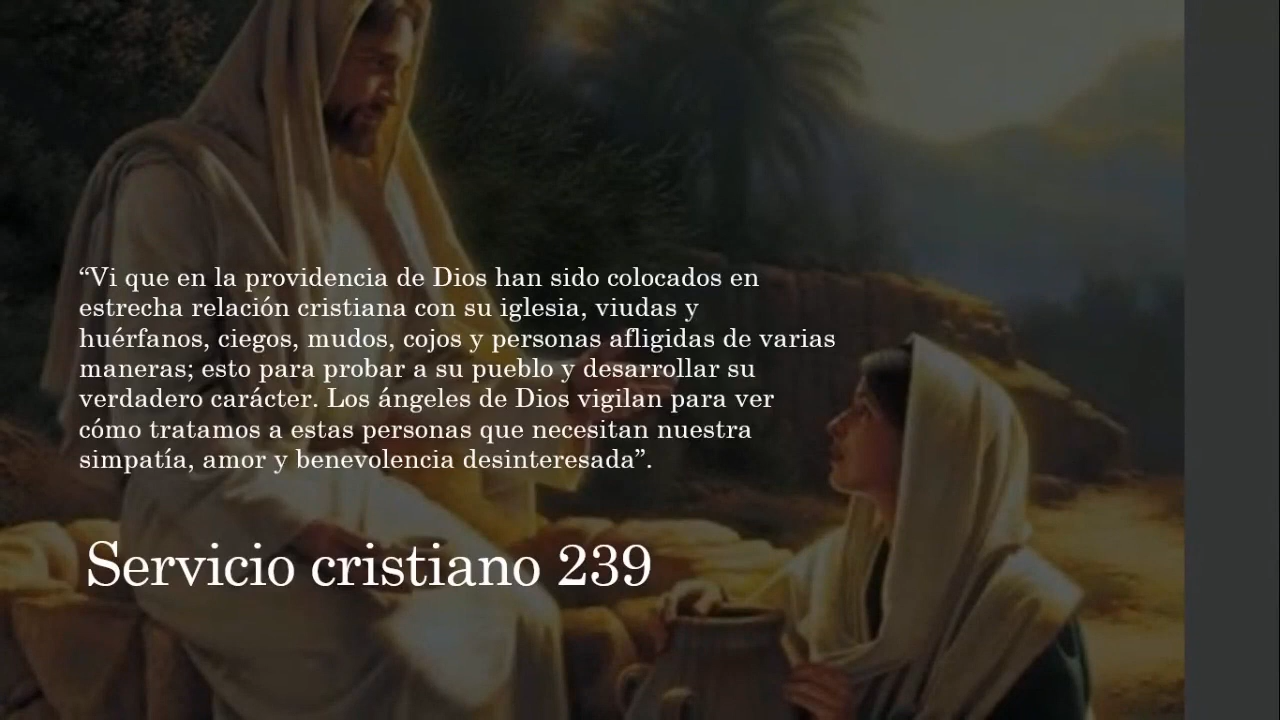 “Vi que en la providencia de Dios han sido colocados en
estrecha relación cristiana con su iglesia, viudas y
huérfanos, ciegos, mudos, cojos y personas afligidas de varias
maneras; esto para probar a su pueblo y desarrollar su
verdadero carácter. Los ángeles de Dios vigilan para ver
cómo tratamos a estas personas que necesitan nuestra
simpatía, amor y benevolencia desinteresada”.
Servicio cristiano 239